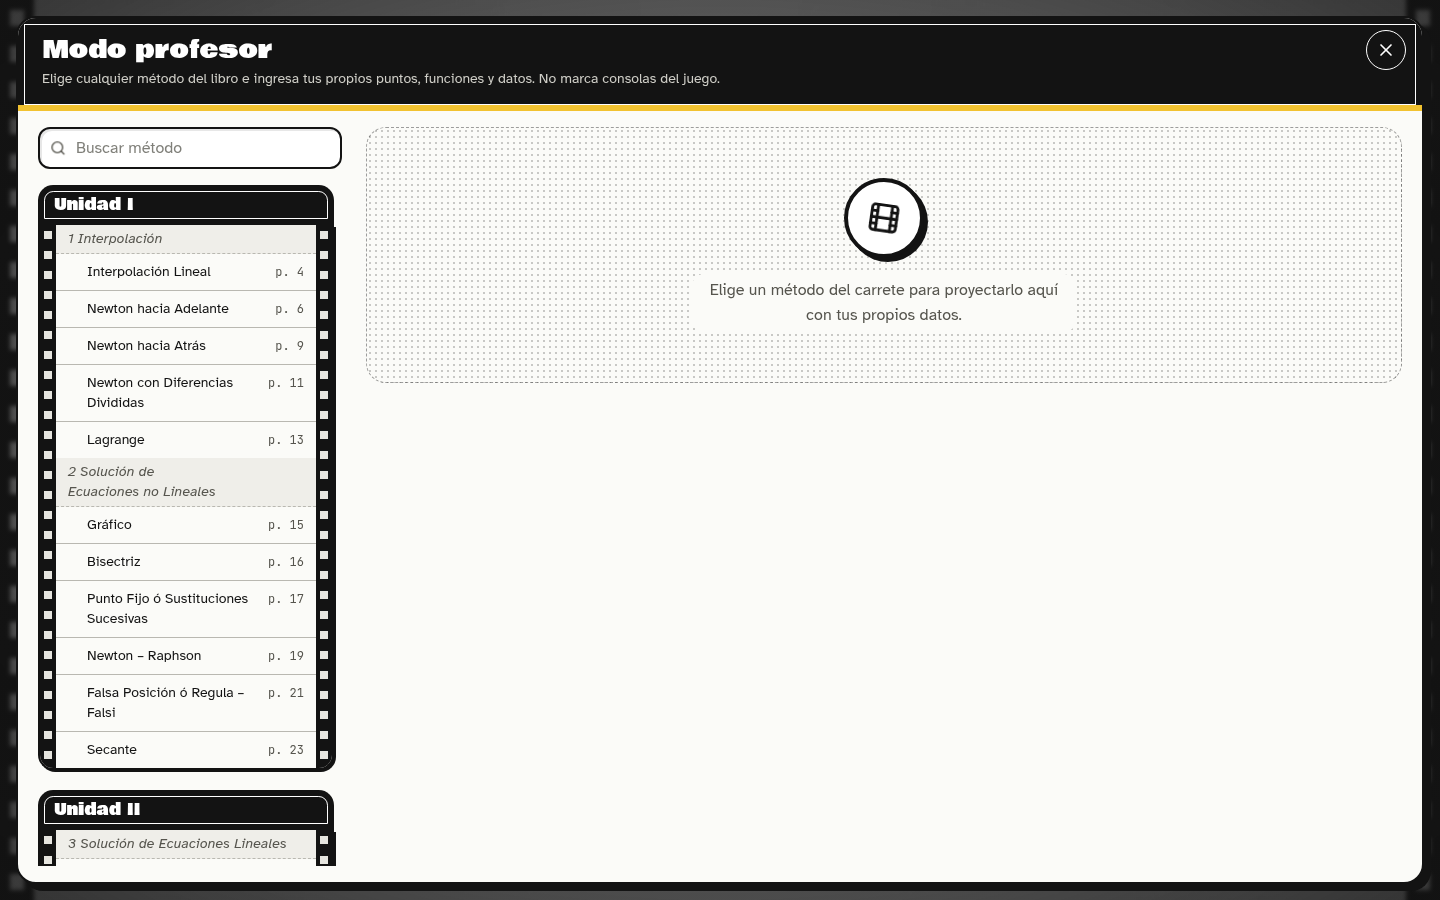 Modo profesor
Elige cualquier método del libro e ingresa tus propios puntos, funciones y datos. No marca consolas del juego.
Buscar método
Unidad I
1 Interpolación
Interpolación Lineal p. 4
Newton hacia Adelante p. 6
Newton hacia Atrás p. 9
Newton con Diferencias p. 11
Divididas
Lagrange p. 13
2 Solución de
Ecuaciones no Lineales
Gráfico p. 15
Bisectriz p. 16
Punto Fijo ó Sustituciones p. 17
Sucesivas
Newton – Raphson p. 19
Falsa Posición ó Regula – p. 21
Falsi
Secante p. 23
Unidad II
3 Solución de Ecuaciones Lineales
Elige un método del carrete para proyectarlo aquí
con tus propios datos.